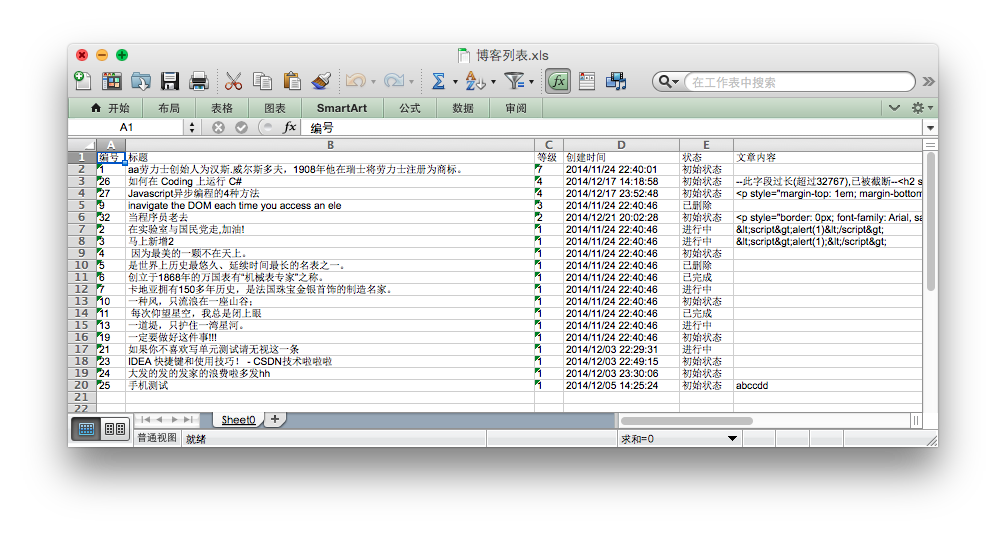 博客列表.xls
在工作表中搜索
开始 布局 表格 图表 SmartArt 公式 数据 审阅
A1 fx 编号
A B C D E
1 编号 标题 等级 创建时间 状态 文章内容
2 1 aa劳力士创始人为汉斯.威尔斯多夫，1908年他在瑞士将劳力士注册为商标。 7 2014/11/24 22:40:01 初始状态
3 26 如何在 Coding 上运行 C# 4 2014/12/17 14:18:58 初始状态 --此字段过长(超过32767),已被截断--<h2 s
4 27 Javascript异步编程的4种方法 4 2014/12/17 23:52:48 初始状态 <p style="margin-top: 1em; margin-bottom
5 9 inavigate the DOM each time you access an ele 3 2014/11/24 22:40:46 已删除
6 32 当程序员老去 2 2014/12/21 20:02:28 初始状态 <p style="border: 0px; font-family: Arial, sa
7 2 在实验室与国民党走,加油! 1 2014/11/24 22:40:46 进行中 &lt;script&gt;alert(1)&lt;/script&gt;
8 3 马上新增2 1 2014/11/24 22:40:46 进行中 &lt;script&gt;alert(1);&lt;/script&gt;
9 4 因为最美的一颗不在天上。 1 2014/11/24 22:40:46 初始状态
10 5 是世界上历史最悠久、延续时间最长的名表之一。 1 2014/11/24 22:40:46 已删除
11 6 创立于1868年的万国表有“机械表专家”之称。 1 2014/11/24 22:40:46 已完成
12 7 卡地亚拥有150多年历史，是法国珠宝金银首饰的制造名家。 1 2014/11/24 22:40:46 进行中
13 10 一种风，只流浪在一座山谷； 1 2014/11/24 22:40:46 初始状态
14 11 每次仰望星空，我总是闭上眼 1 2014/11/24 22:40:46 已完成
15 13 一道堤，只护住一湾星河。 1 2014/11/24 22:40:46 进行中
16 19 一定要做好这件事!!! 1 2014/11/24 22:40:46 初始状态
17 21 如果你不喜欢写单元测试请无视这一条 1 2014/12/03 22:29:31 进行中
18 23 IDEA 快捷键和使用技巧！ - CSDN技术啦啦啦 1 2014/12/03 22:49:15 初始状态
19 24 大发的发的发家的浪费啦多发hh 1 2014/12/03 23:30:06 初始状态
20 25 手机测试 1 2014/12/05 14:25:24 初始状态 abccdd
21
22
Sheet0
普通视图 就绪 求和=0